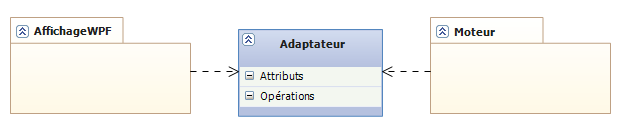 AffichageWPF
Adaptateur
Moteur
Attributs
Opérations